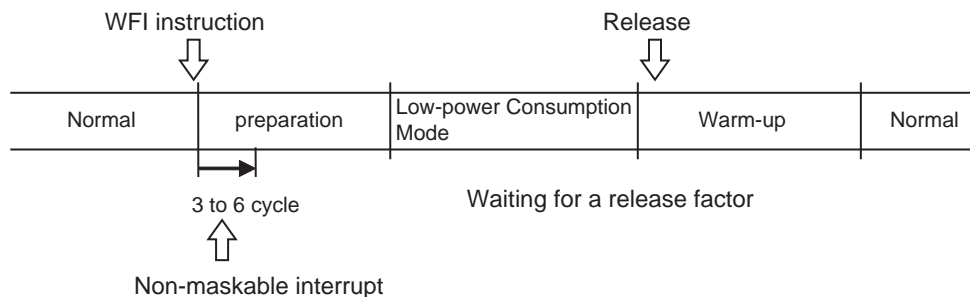 WFI instruction
Release
Normal
preparation
Low-power Consumption
Mode
Warm-up
Normal
3 to 6 cycle
Waiting for a release factor
Non-maskable interrupt